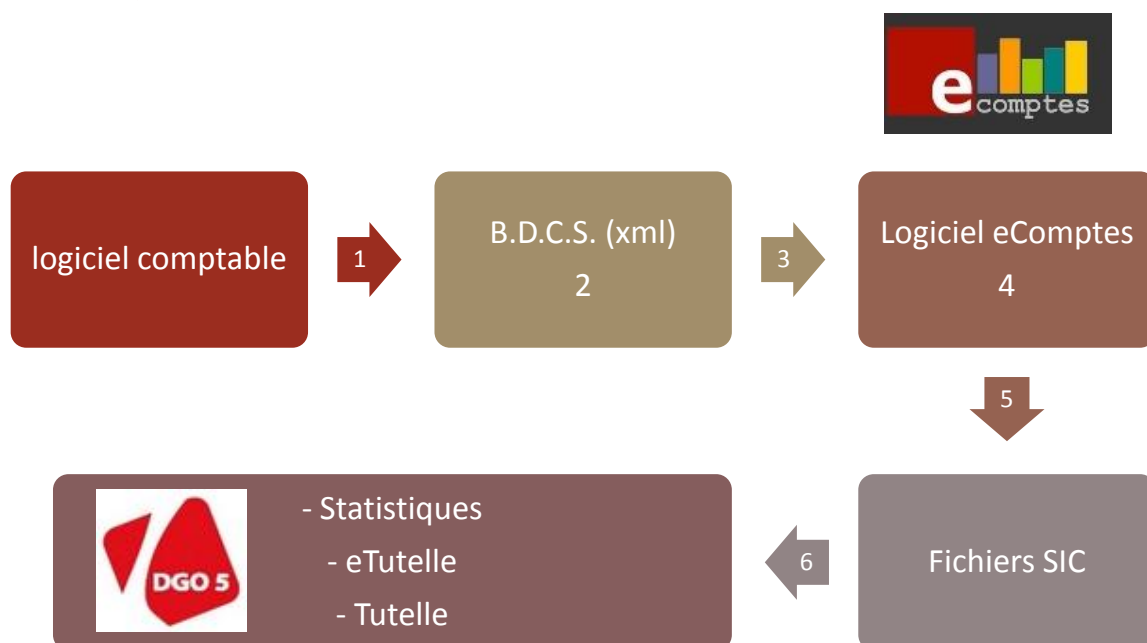 e
comptes
logiciel comptable
1
B.D.C.S. (xml)
2
3
Logiciel eComptes
4
5
Fichiers SIC
6
DGO 5
- Statistiques
- eTutelle
- Tutelle